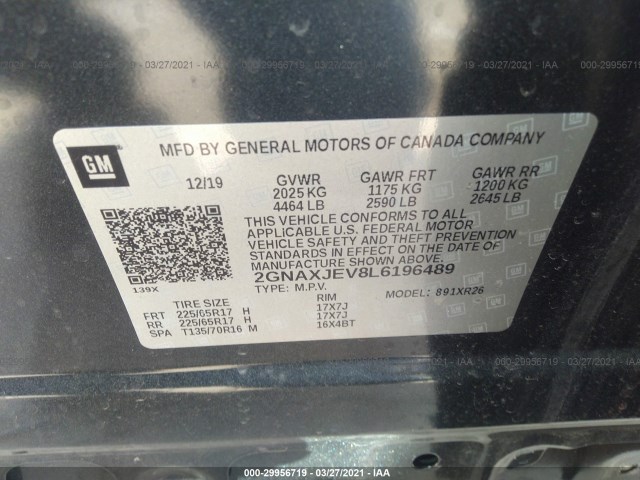 000-29956719 // 03/27/2021 - IAA
GM
MFD BY GENERAL MOTORS OF CANADA COMPANY
12/19 GVWR GAWR FRT GAWR RR
2025 KG 1175 KG 1200 KG
4464 LB 2590 LB 2645 LB
THIS VEHICLE CONFORMS TO ALL
APPLICABLE U.S. FEDERAL MOTOR
VEHICLE SAFETY AND THEFT PREVENTION
STANDARDS IN EFFECT ON THE DATE OF
MANUFACTURE SHOWN ABOVE.
2GNAXJEV8L6196489
139X
TYPE: M.P.V. MODEL: 891XR26
TIRE SIZE RIM
FRT 225/65R17 H 17X7J
RR 225/65R17 H 17X7J
SPA T135/70R16 M 16X4BT
000-29956719 // 03/27/2021 - IAA